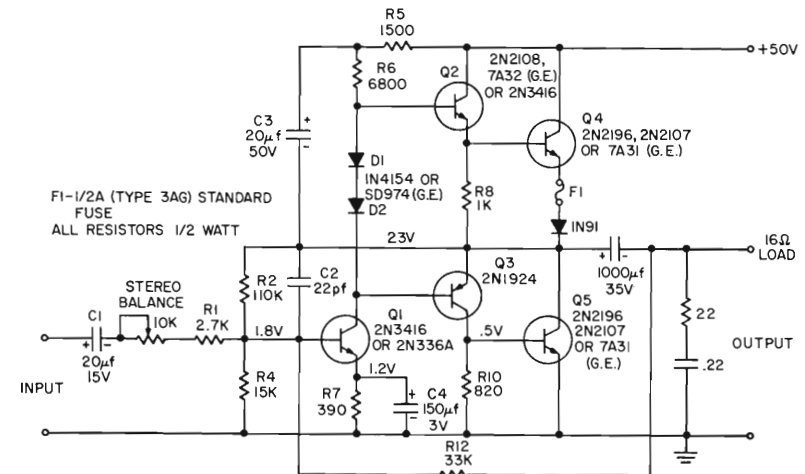 R5
1500
+50V
R6
6800
Q2
2N2108,
7A32 (G.E.)
OR 2N3416
C3
20µf
50V
+
-
Q4
2N2196, 2N2107
OR 7A31 (G.E.)
D1
IN4154 OR
SD974 (G.E)
D2
F1
F1-1/2A (TYPE 3AG) STANDARD
FUSE
ALL RESISTORS 1/2 WATT
R8
1K
IN91
23V
16Ω
LOAD
R2
110K
C2
22pf
Q3
2N1924
+ -
1000µf
35V
STEREO
BALANCE
10K
C1
+ -
20µf
15V
R1
2.7K
1.8V
Q1
2N3416
OR 2N336A
.5V
Q5
2N2196
2N2107
OR 7A31
(G.E.)
22
.22
OUTPUT
INPUT
R4
15K
1.2V
R7
390
+
-
C4
150µf
3V
R10
820
R12
33K